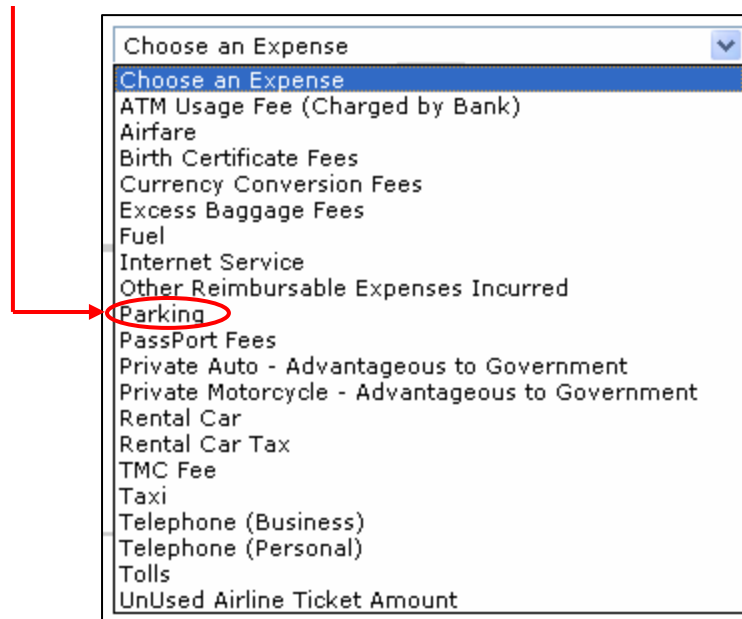 Choose an Expense
Choose an Expense
ATM Usage Fee (Charged by Bank)
Airfare
Birth Certificate Fees
Currency Conversion Fees
Excess Baggage Fees
Fuel
Internet Service
Other Reimbursable Expenses Incurred
Parking
PassPort Fees
Private Auto - Advantageous to Government
Private Motorcycle - Advantageous to Government
Rental Car
Rental Car Tax
TMC Fee
Taxi
Telephone (Business)
Telephone (Personal)
Tolls
UnUsed Airline Ticket Amount